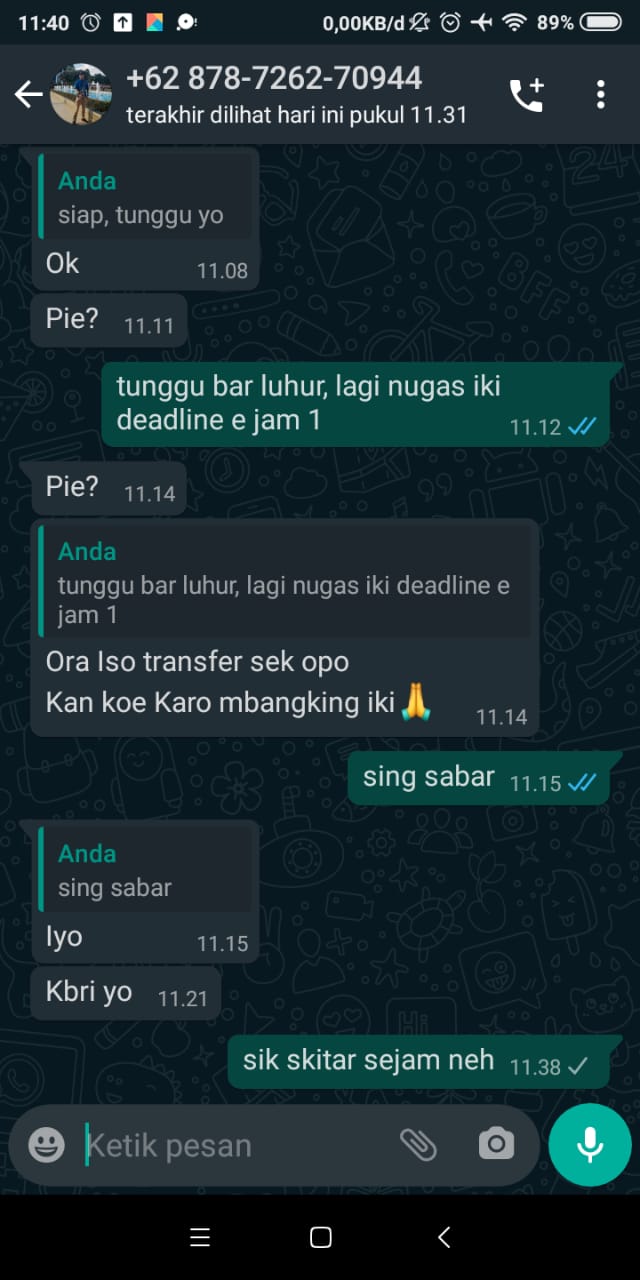 11:40
0,00KB/d
89%
+62 878-7262-70944
terakhir dilihat hari ini pukul 11.31
Anda
siap, tunggu yo
Ok 11.08
Pie? 11.11
tunggu bar luhur, lagi nugas iki
deadline e jam 1 11.12
Pie? 11.14
Anda
tunggu bar luhur, lagi nugas iki deadline e
jam 1
Ora Iso transfer sek opo
Kan koe Karo mbangking iki🙏 11.14
sing sabar 11.15
Anda
sing sabar
Iyo 11.15
Kbri yo 11.21
sik skitar sejam neh 11.38
Ketik pesan